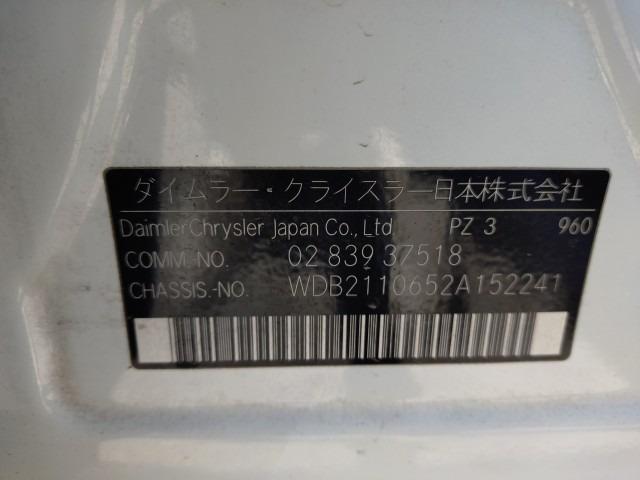 ダイムラー・クライスラー日本株式会社
DaimlerChrysler Japan Co., Ltd. PZ 3 960
COMM.-NO. 02 839 37518
CHASSIS.-NO. WDB2110652A152241